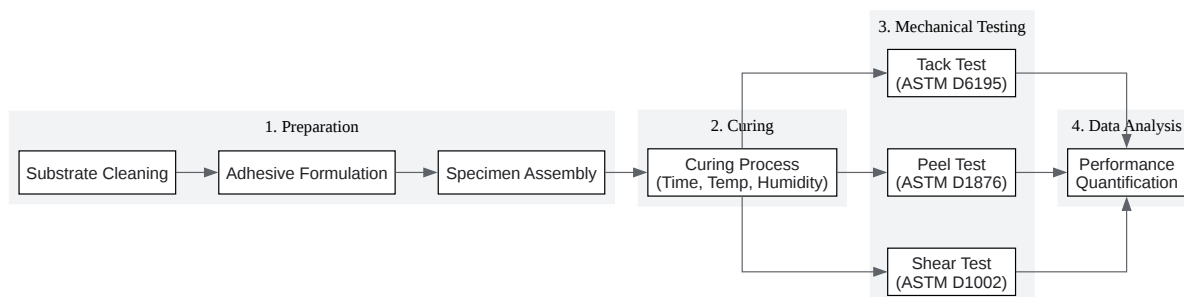 1. Preparation
Substrate Cleaning
Adhesive Formulation
Specimen Assembly
2. Curing
Curing Process
(Time, Temp, Humidity)
3. Mechanical Testing
Tack Test
(ASTM D6195)
Peel Test
(ASTM D1876)
Shear Test
(ASTM D1002)
4. Data Analysis
Performance
Quantification